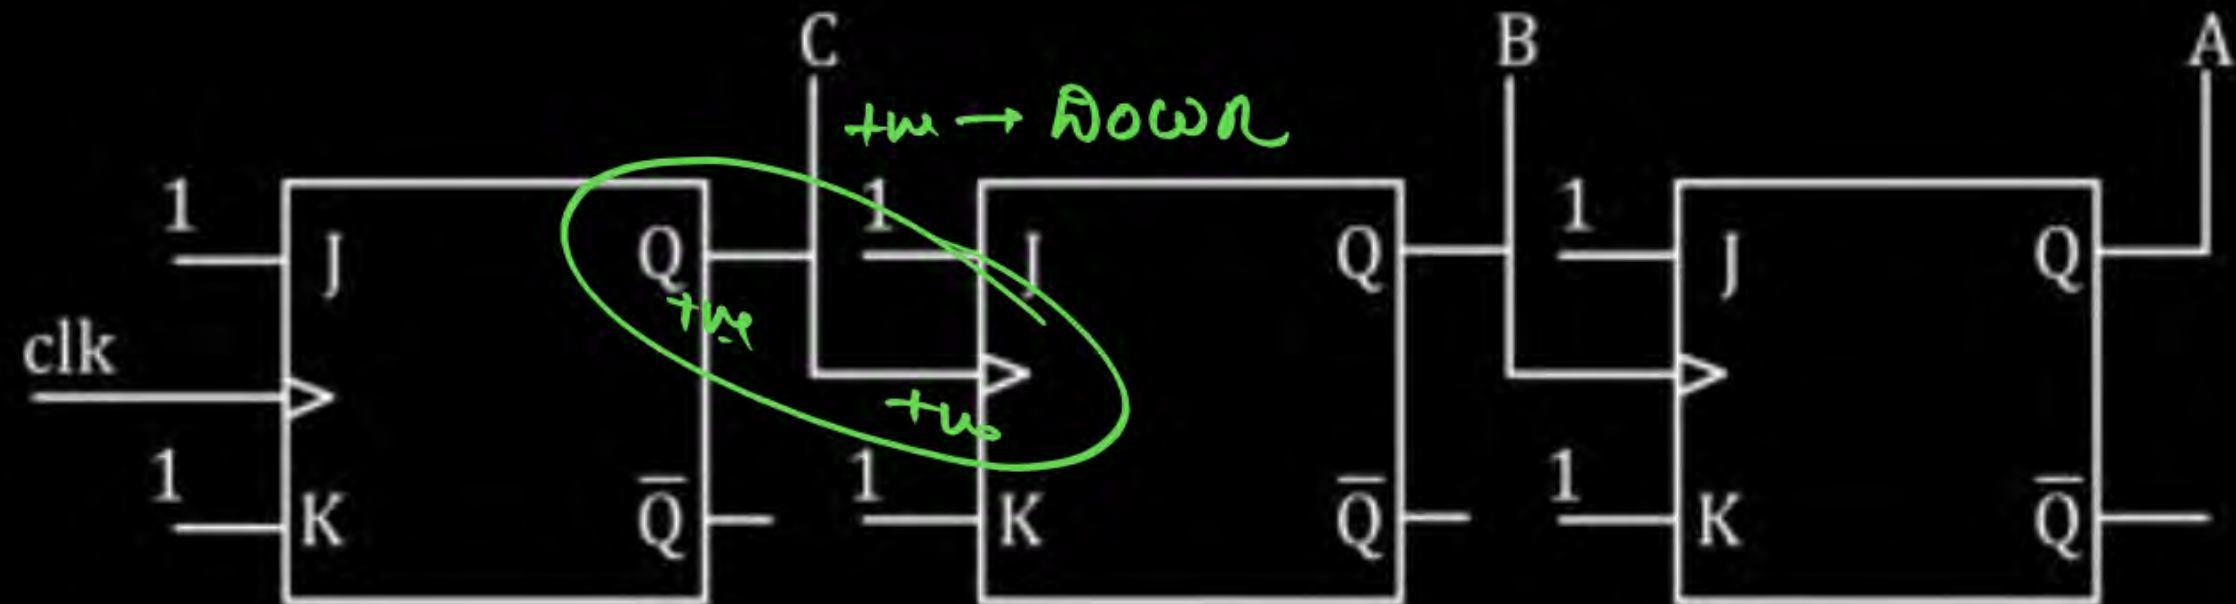 C B A
+ve → Down
1 1 1
J Q J Q J Q
+ve
clk
+ve
1 1 1
K Q̅ K Q̅ K Q̅